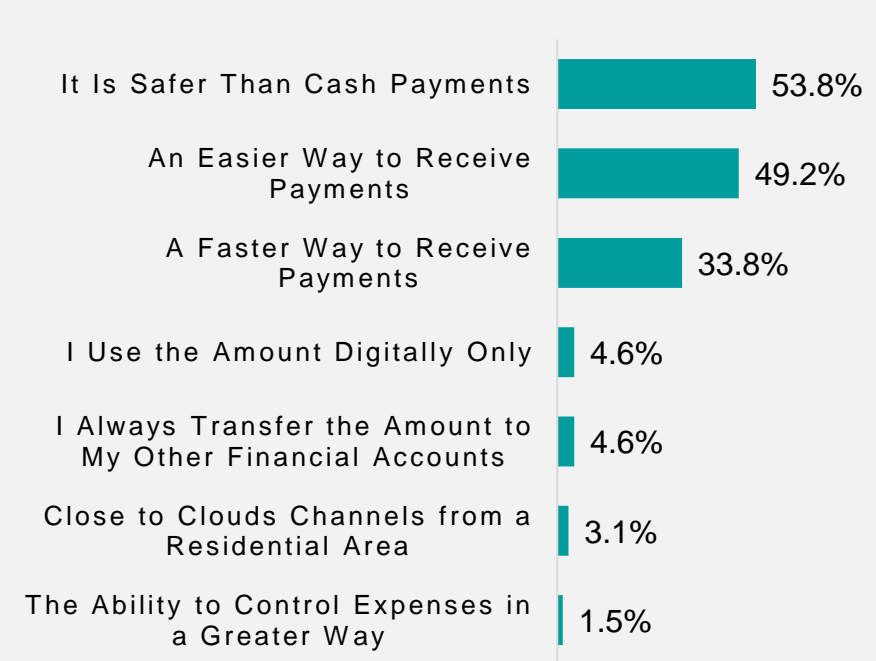 It Is Safer Than Cash Payments
53.8%
An Easier Way to Receive
Payments
49.2%
A Faster Way to Receive
Payments
33.8%
I Use the Amount Digitally Only
4.6%
I Always Transfer the Amount to
My Other Financial Accounts
4.6%
Close to Clouds Channels from a
Residential Area
3.1%
The Ability to Control Expenses in
a Greater Way
1.5%